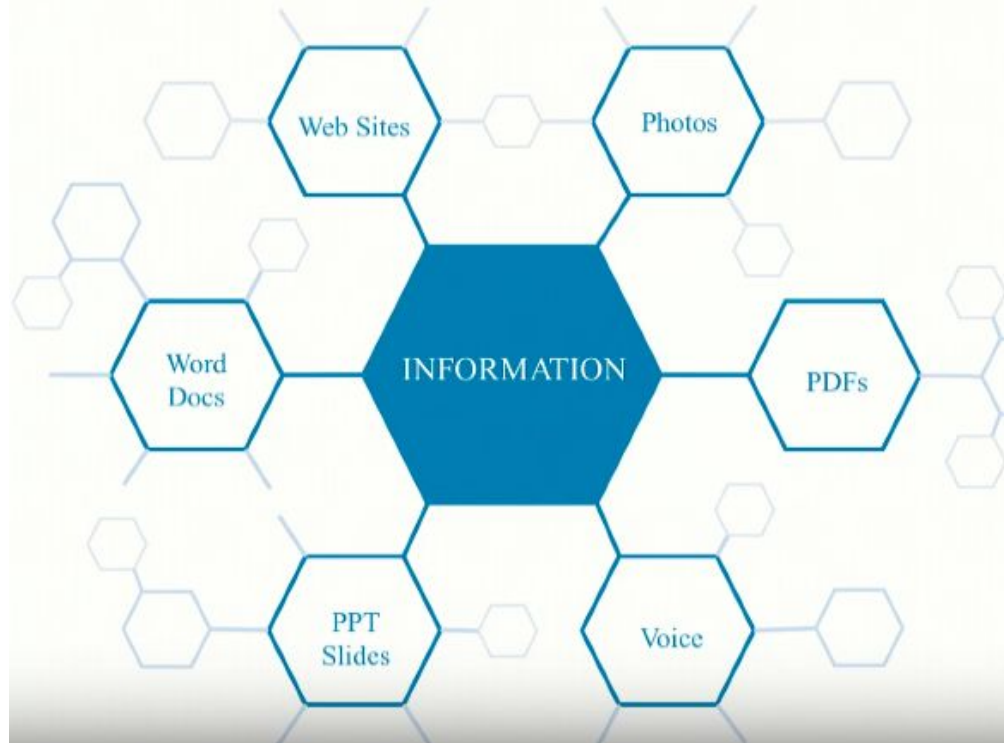 Web Sites
Photos
Word
Docs
INFORMATION
PDFs
PPT
Slides
Voice